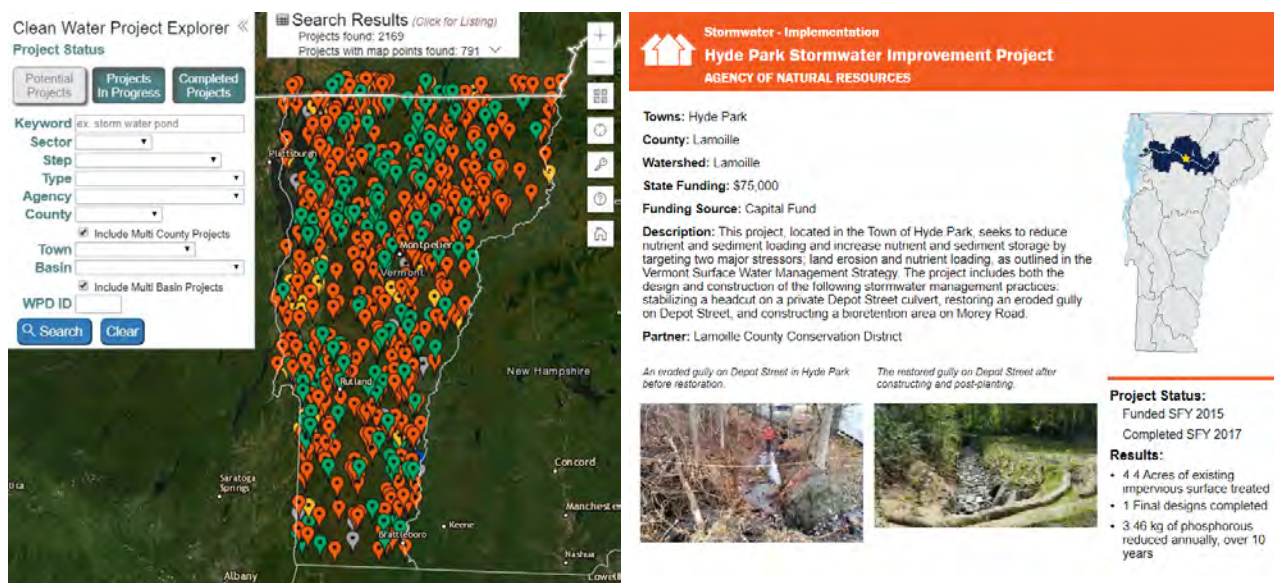 Clean Water Project Explorer
Project Status
Potential Projects
Projects In Progress
Completed Projects
Keyword ex. storm water pond
Sector
Step
Type
Agency
County
Include Multi County Projects
Town
Basin
Include Multi Basin Projects
WPD ID
Search Clear
Search Results (Click for Listing)
Projects found: 2169
Projects with map points found: 791
Plattsburgh
Montpelier
Vermont
Rutland
New Hampshire
Saratoga
Springs
Concord
Manchester
Keene
Brattleboro
Nashua
Albany
Lowell
Stormwater - Implementation
Hyde Park Stormwater Improvement Project
AGENCY OF NATURAL RESOURCES
Towns: Hyde Park
County: Lamoille
Watershed: Lamoille
State Funding: $75,000
Funding Source: Capital Fund
Description: This project, located in the Town of Hyde Park, seeks to reduce
nutrient and sediment loading and increase nutrient and sediment storage by
targeting two major stressors; land erosion and nutrient loading, as outlined in the
Vermont Surface Water Management Strategy. The project includes both the
design and construction of the following stormwater management practices:
stabilizing a headcut on a private Depot Street culvert, restoring an eroded gully
on Depot Street, and constructing a bioretention area on Morey Road.
Partner: Lamoille County Conservation District
An eroded gully on Depot Street in Hyde Park
before restoration.
The restored gully on Depot Street after
constructing and post-planting.
Project Status:
Funded SFY 2015
Completed SFY 2017
Results:
• 4.4 Acres of existing
impervious surface treated
• 1 Final designs completed
• 3.46 kg of phosphorous
reduced annually, over 10
years